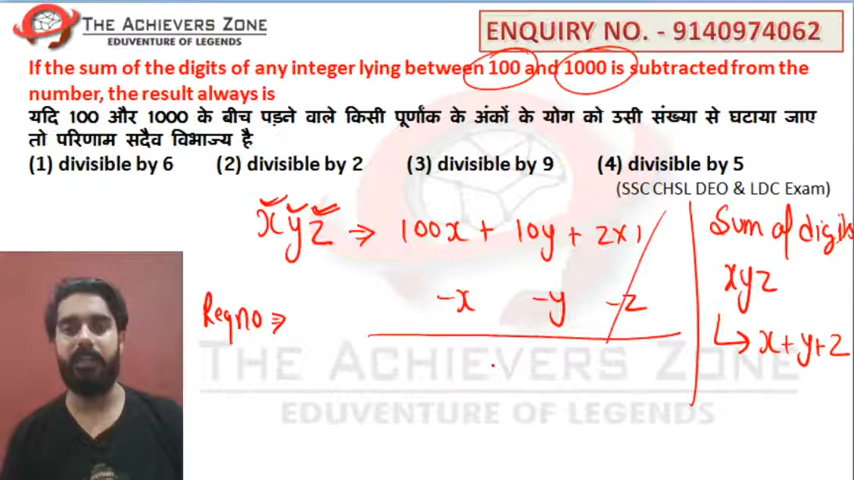 THE ACHIEVERS ZONE
EDUVENTURE OF LEGENDS
ENQUIRY NO. - 9140974062
If the sum of the digits of any integer lying between 100 and 1000 is subtracted from the
number, the result always is
यदि 100 और 1000 के बीच पड़ने वाले किसी पूर्णांक के अंकों के योग को उसी संख्या से घटाया जाए
तो परिणाम सदैव विभाज्य है
(1) divisible by 6 (2) divisible by 2 (3) divisible by 9 (4) divisible by 5
(SSC CHSL DEO & LDC Exam)
xyz ⇒ 100x + 10y + z×1
Req no ⇒ -x -y -z
Sum of digits
xyz
↳ x+y+z
THE ACHIEVERS ZONE
EDUVENTURE OF LEGENDS